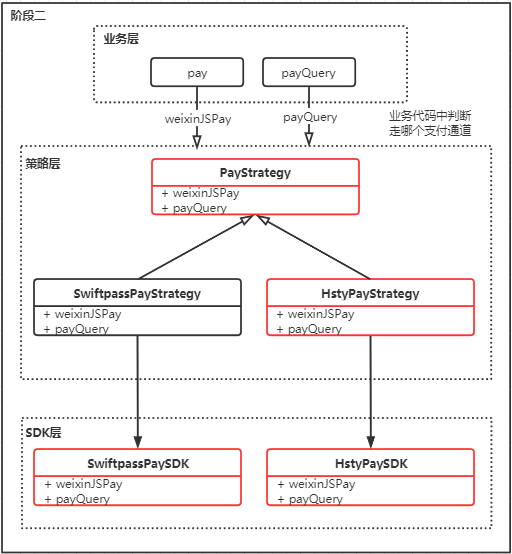 阶段二
业务层
pay
payQuery
weixinJSPay
payQuery
业务代码中判断
走哪个支付通道
策略层
PayStrategy
+ weixinJSPay
+ payQuery
SwiftpassPayStrategy
+ weixinJSPay
+ payQuery
HstyPayStrategy
+ weixinJSPay
+ payQuery
SDK层
SwiftpassPaySDK
+ weixinJSPay
+ payQuery
HstyPaySDK
+ weixinJSPay
+ payQuery